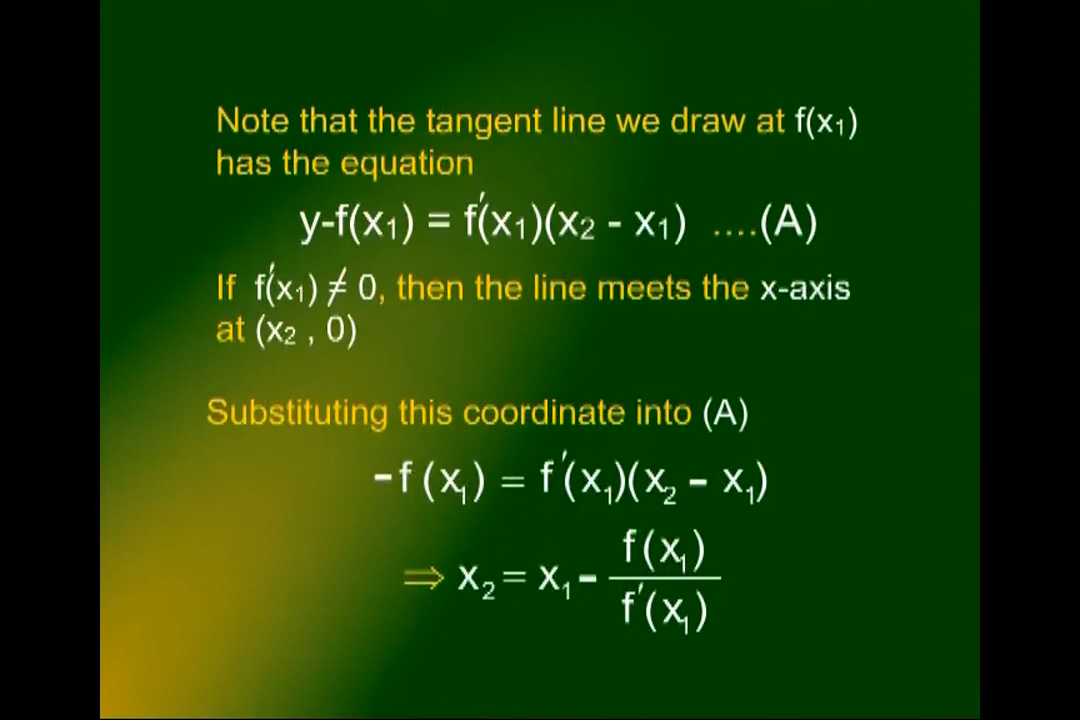 Note that the tangent line we draw at f(x₁)
has the equation
y-f(x₁) = f′(x₁)(x₂ - x₁) ....(A)
If f′(x₁) ≠ 0, then the line meets the x-axis
at (x₂ , 0)
Substituting this coordinate into (A)
-f (x₁) = f′(x₁)(x₂ - x₁)
⇒ x₂ = x₁ - f(x₁) / f′(x₁)